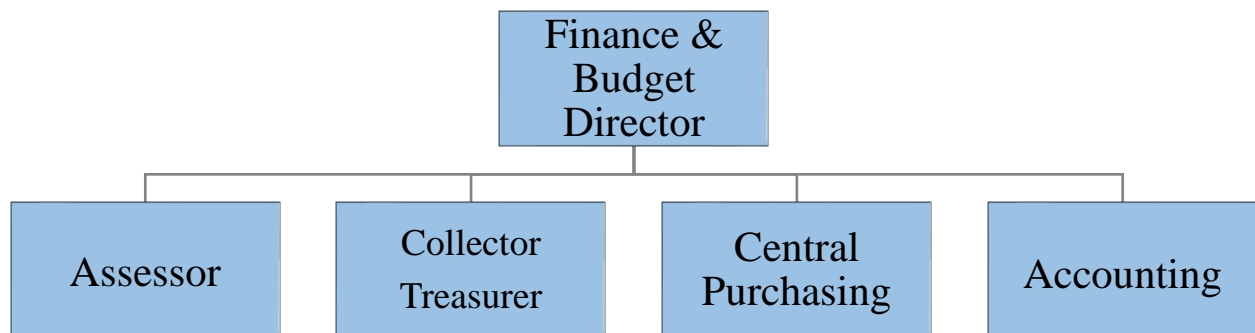 Finance &
Budget
Director
Assessor
Collector
Treasurer
Central
Purchasing
Accounting